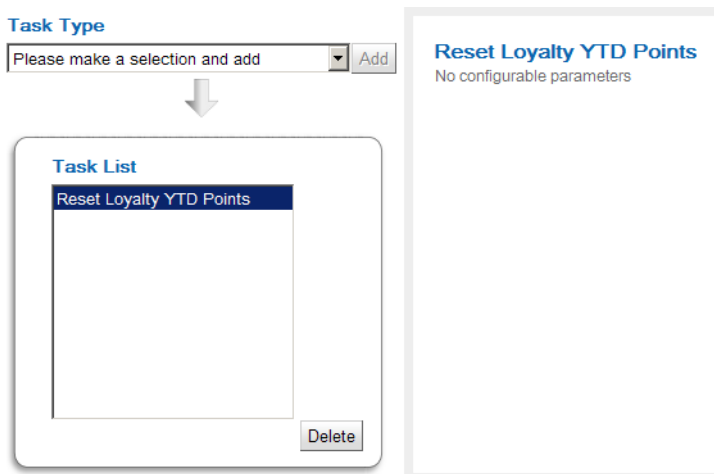 Task Type
Please make a selection and add
Add
Task List
Reset Loyalty YTD Points
Delete
Reset Loyalty YTD Points
No configurable parameters